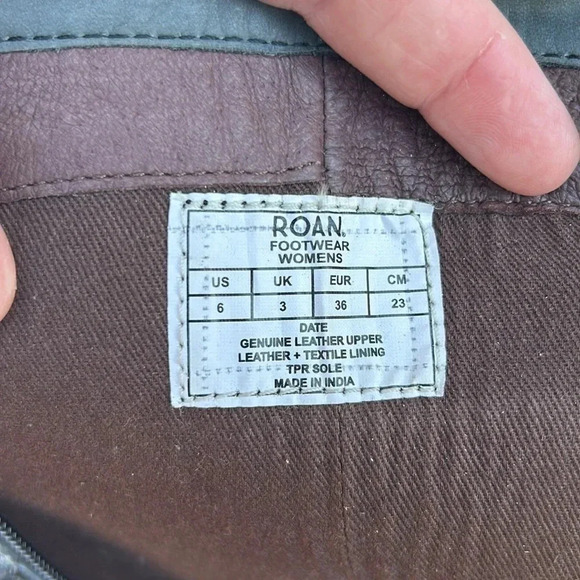 ROAN.
FOOTWEAR
WOMENS
US UK EUR CM
6 3 36 23
DATE
GENUINE LEATHER UPPER
LEATHER + TEXTILE LINING
TPR SOLE
MADE IN INDIA